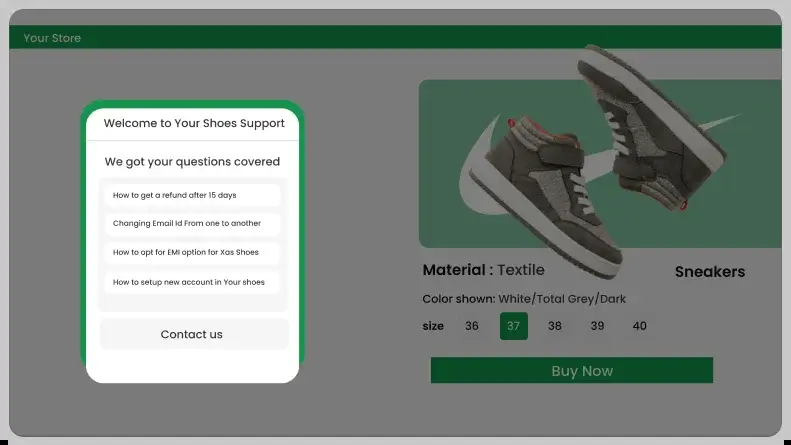 Your Store
Welcome to Your Shoes Support
We got your questions covered
How to get a refund after 15 days
Changing Email Id From one to another
How to opt for EMI option for Xas Shoes
How to setup new account in Your shoes
Contact us
Material : Textile
Sneakers
Color shown: White/Total Grey/Dark
size 36 37 38 39 40
Buy Now